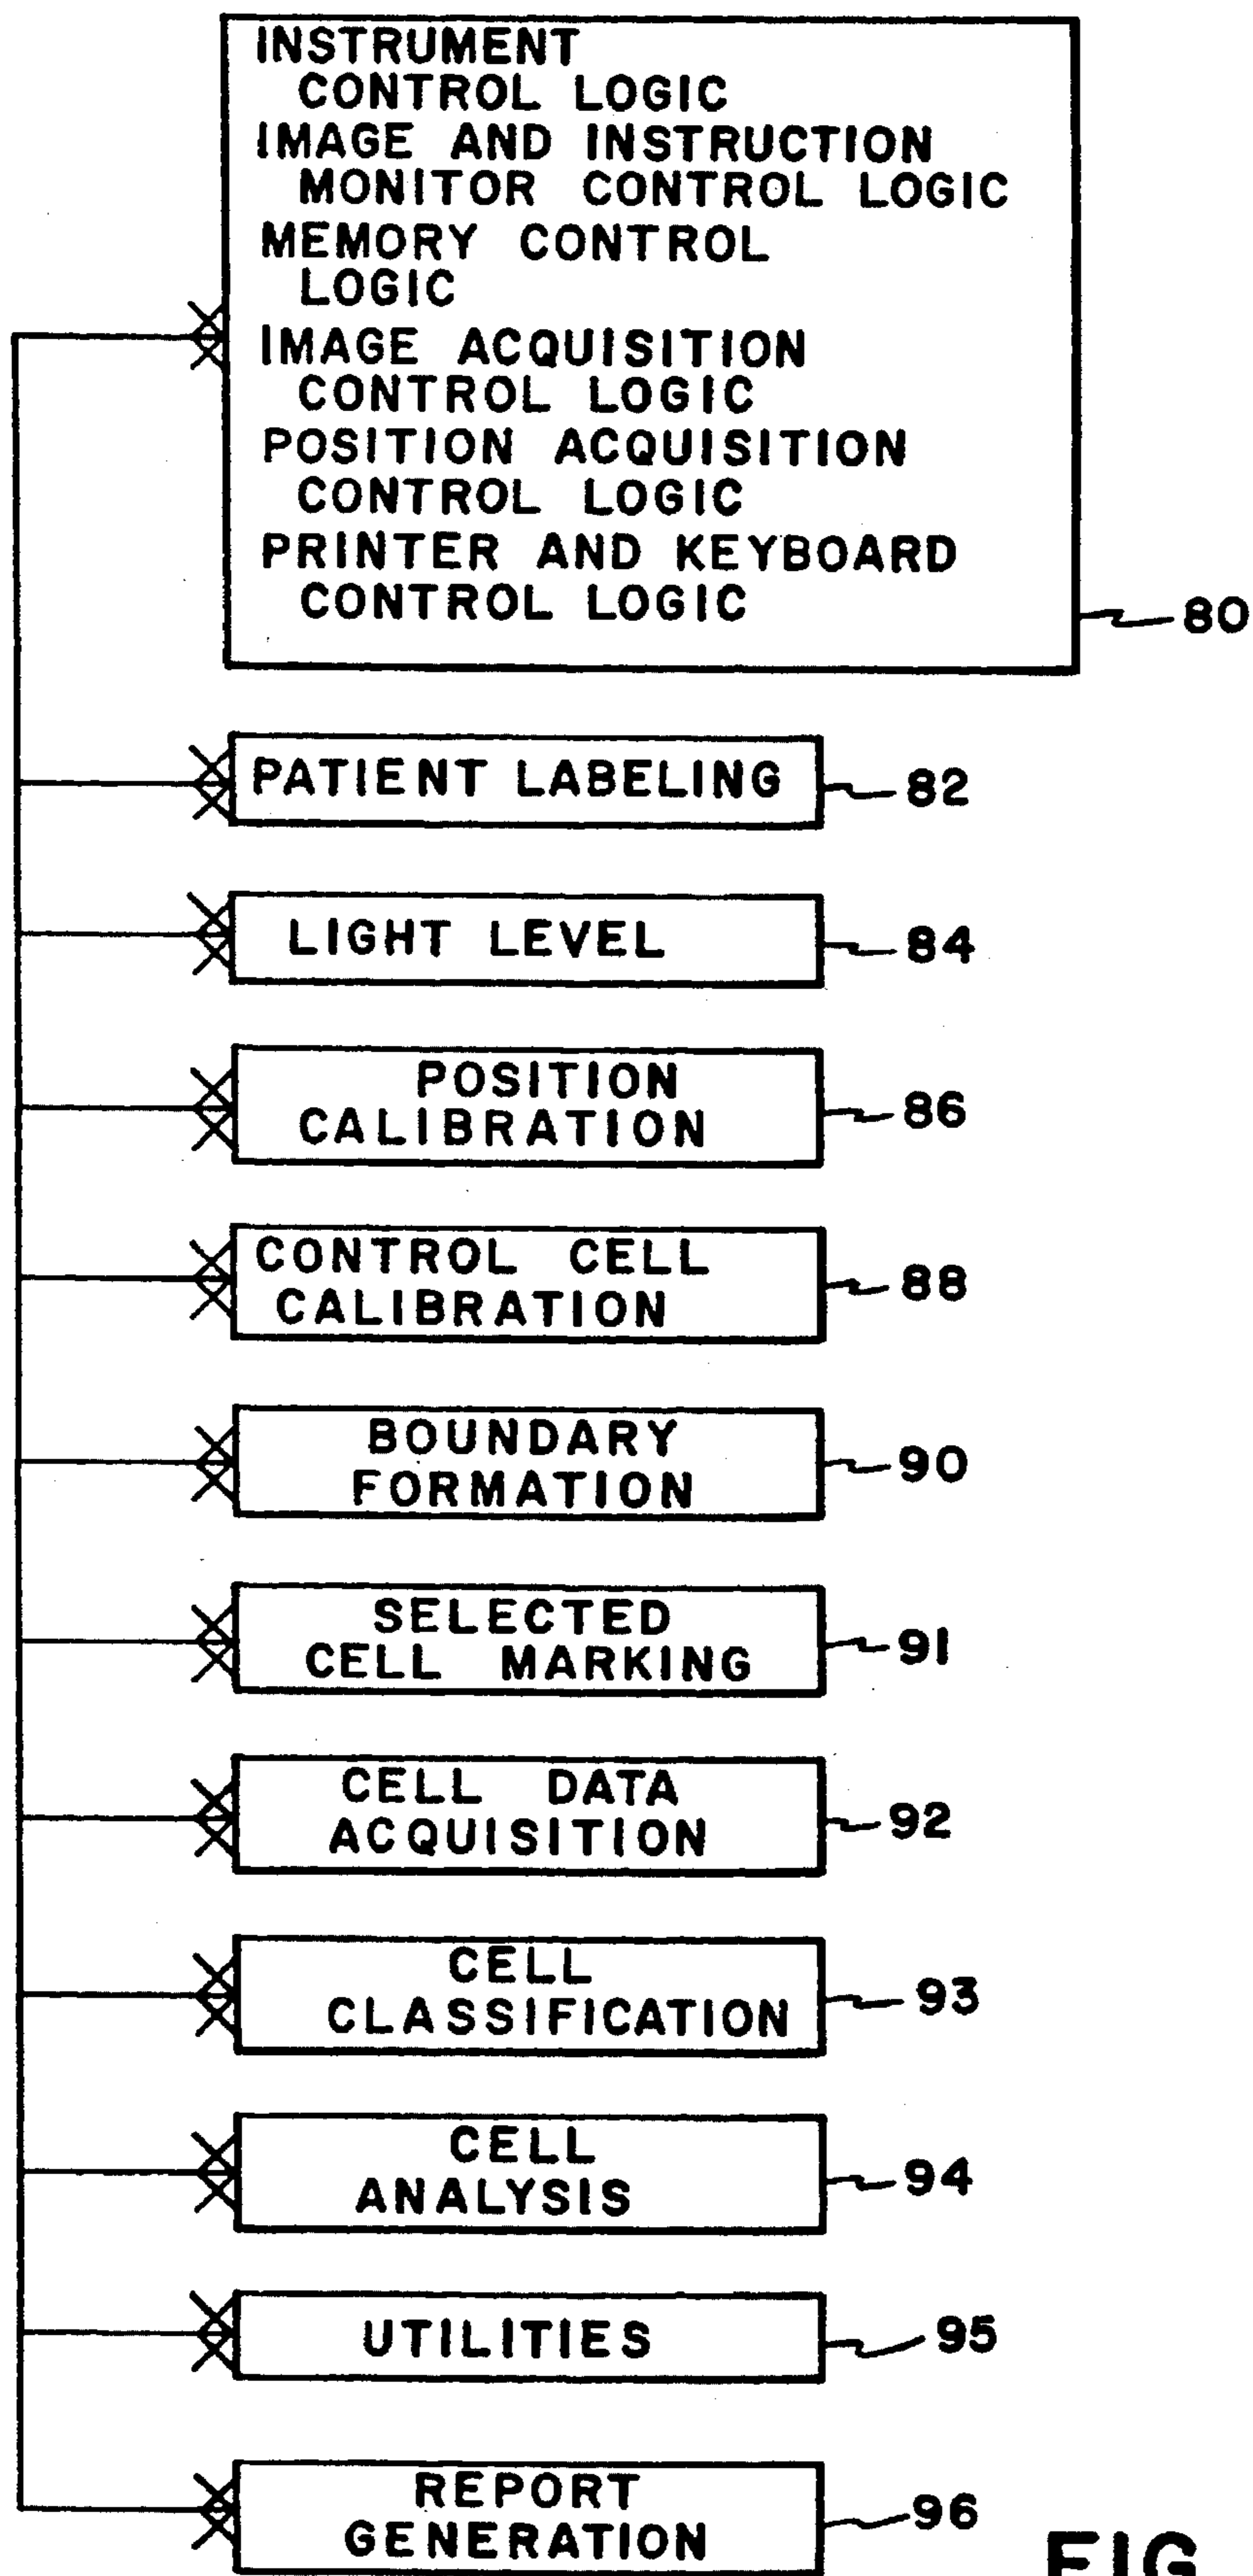 INSTRUMENT
CONTROL LOGIC
IMAGE AND INSTRUCTION
MONITOR CONTROL LOGIC
MEMORY CONTROL
LOGIC
IMAGE ACQUISITION
CONTROL LOGIC
POSITION ACQUISITION
CONTROL LOGIC
PRINTER AND KEYBOARD
CONTROL LOGIC
80
PATIENT LABELING
82
LIGHT LEVEL
84
POSITION
CALIBRATION
86
CONTROL CELL
CALIBRATION
88
BOUNDARY
FORMATION
90
SELECTED
CELL MARKING
91
CELL DATA
ACQUISITION
92
CELL
CLASSIFICATION
93
CELL
ANALYSIS
94
UTILITIES
95
REPORT
GENERATION
96
FIG